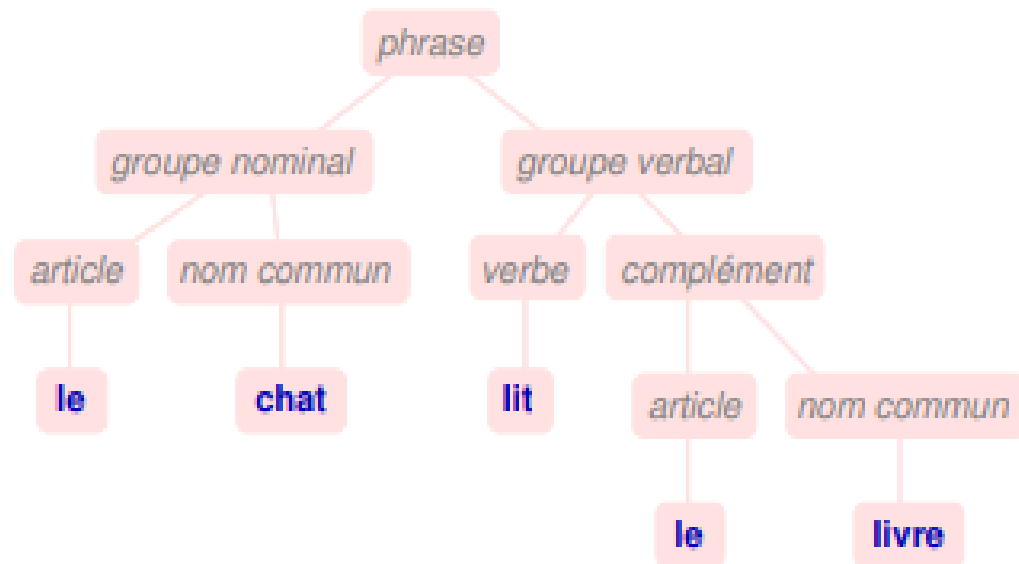 phrase
groupe nominal groupe verbal
article nom commun verbe complément
le chat lit article nom commun
le livre